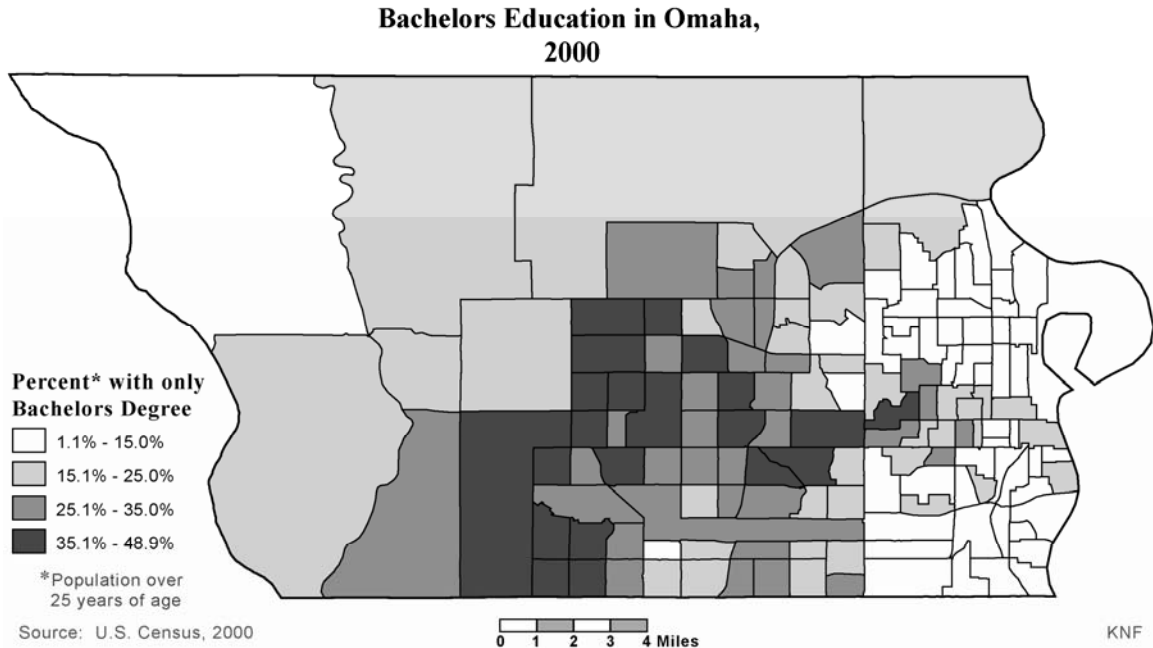 Bachelors Education in Omaha,
2000
Percent* with only
Bachelors Degree
1.1% - 15.0%
15.1% - 25.0%
25.1% - 35.0%
35.1% - 48.9%
*Population over
25 years of age
Source: U.S. Census, 2000
0 1 2 3 4 Miles
KNF